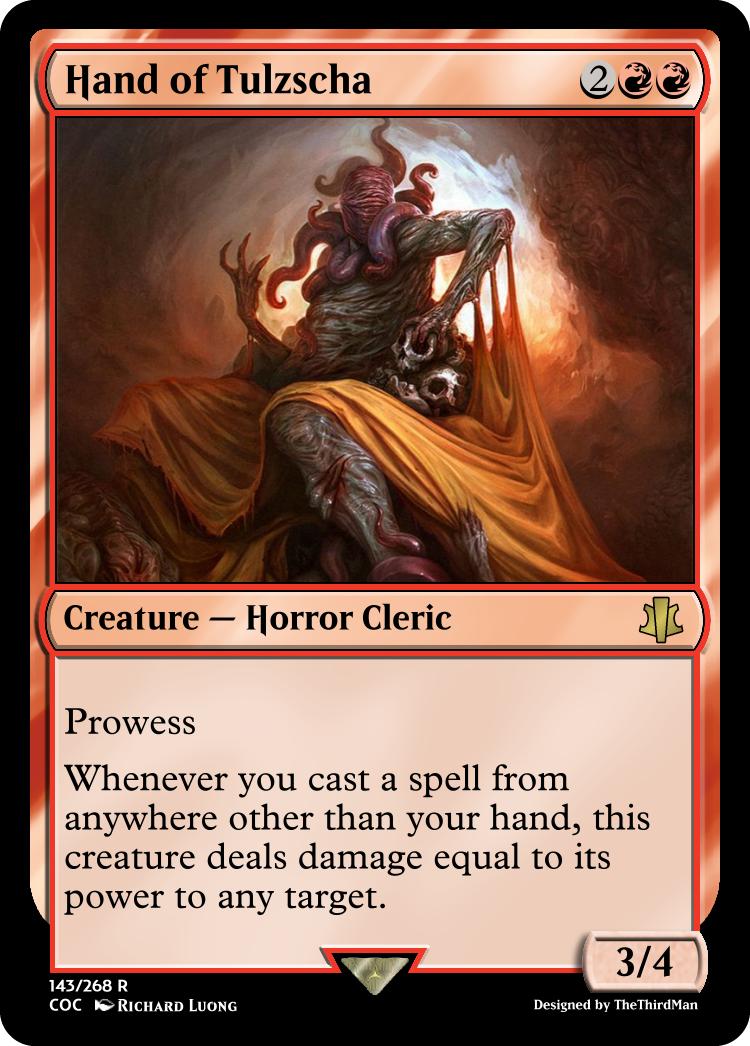 Hand of Tulzscha 2
Creature — Horror Cleric
Prowess
Whenever you cast a spell from
anywhere other than your hand, this
creature deals damage equal to its
power to any target.
3/4
143/268 R
COC Richard Luong
Designed by TheThirdMan